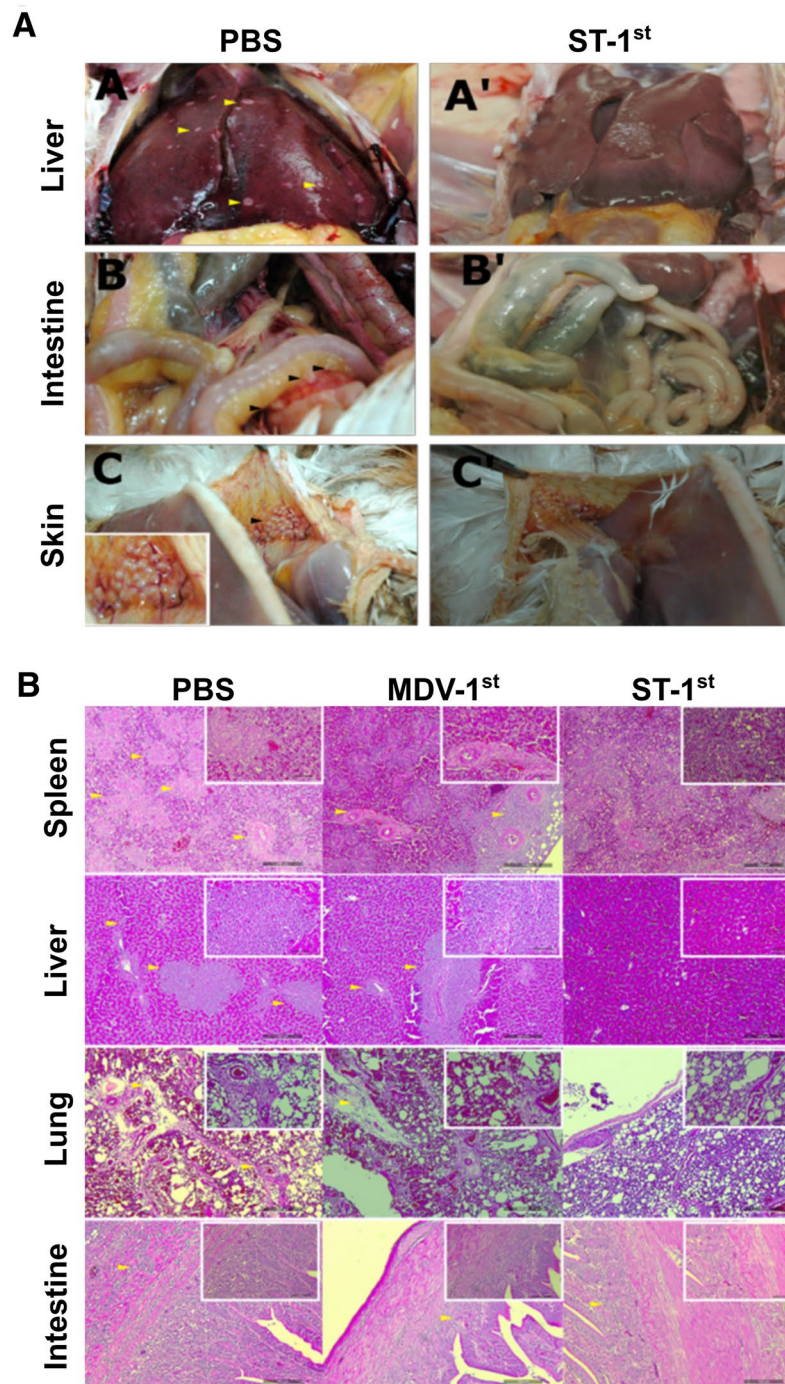 A
PBS ST-1st
Liver A A'
Intestine B B'
Skin C C'
B
PBS MDV-1st ST-1st
Spleen
Liver
Lung
Intestine